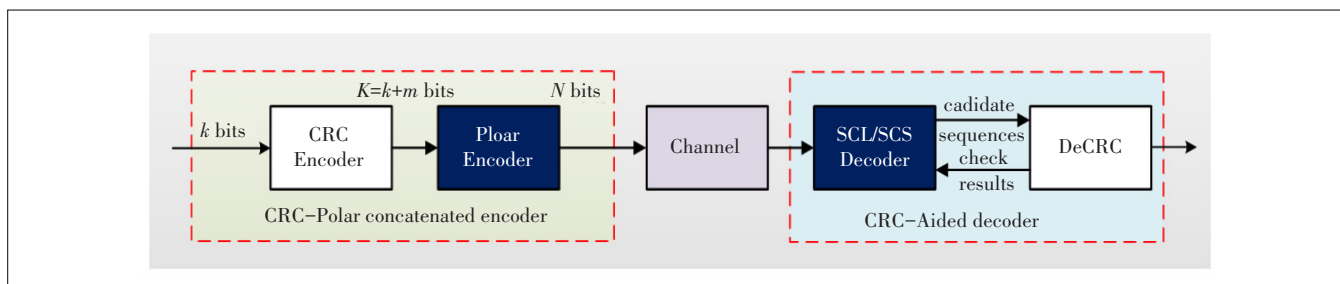 k bits
CRC
Encoder
K=k+m bits
Ploar
Encoder
N bits
CRC-Polar concatenated encoder
Channel
SCL/SCS
Decoder
cadidate
sequences
check
results
DeCRC
CRC-Aided decoder